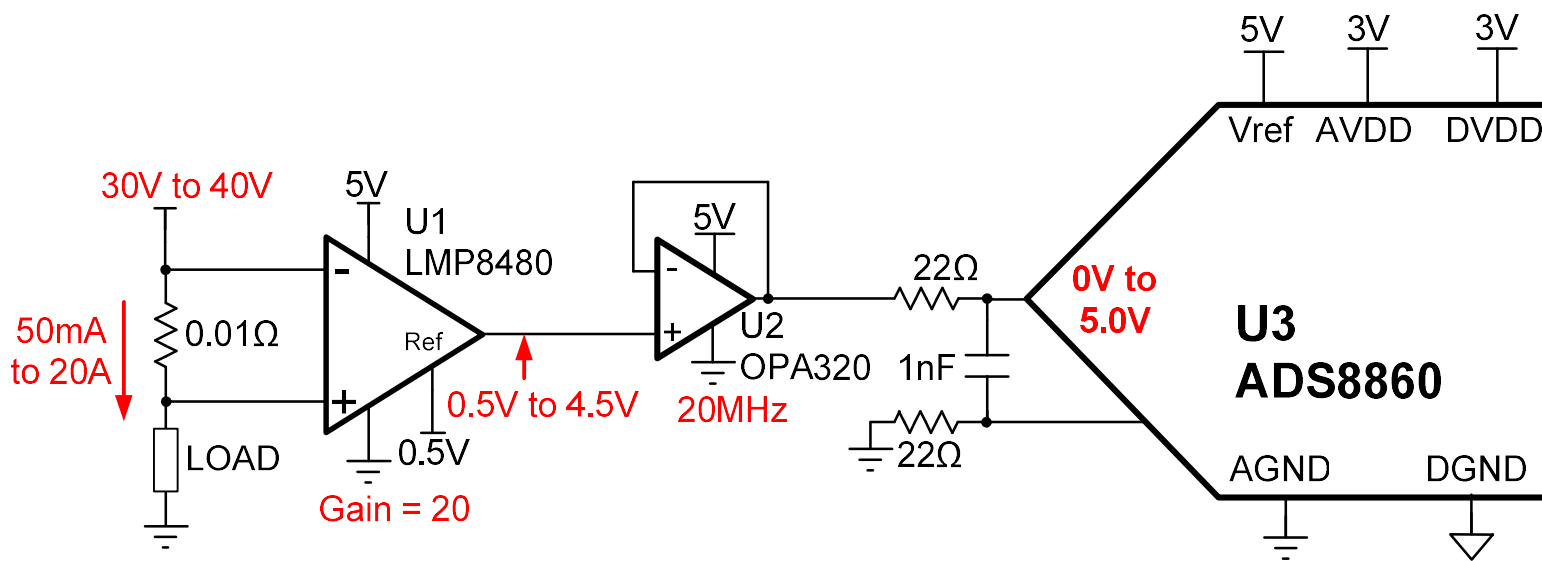 5V
3V
3V
Vref
AVDD
DVDD
30V to 40V
5V
U1
LMP8480
-
5V
-
22Ω
0V to
5.0V
50mA
to 20A
0.01Ω
Ref
+
U2
OPA320
U3
ADS8860
1nF
+
0.5V to 4.5V
20MHz
LOAD
0.5V
22Ω
AGND
DGND
Gain = 20